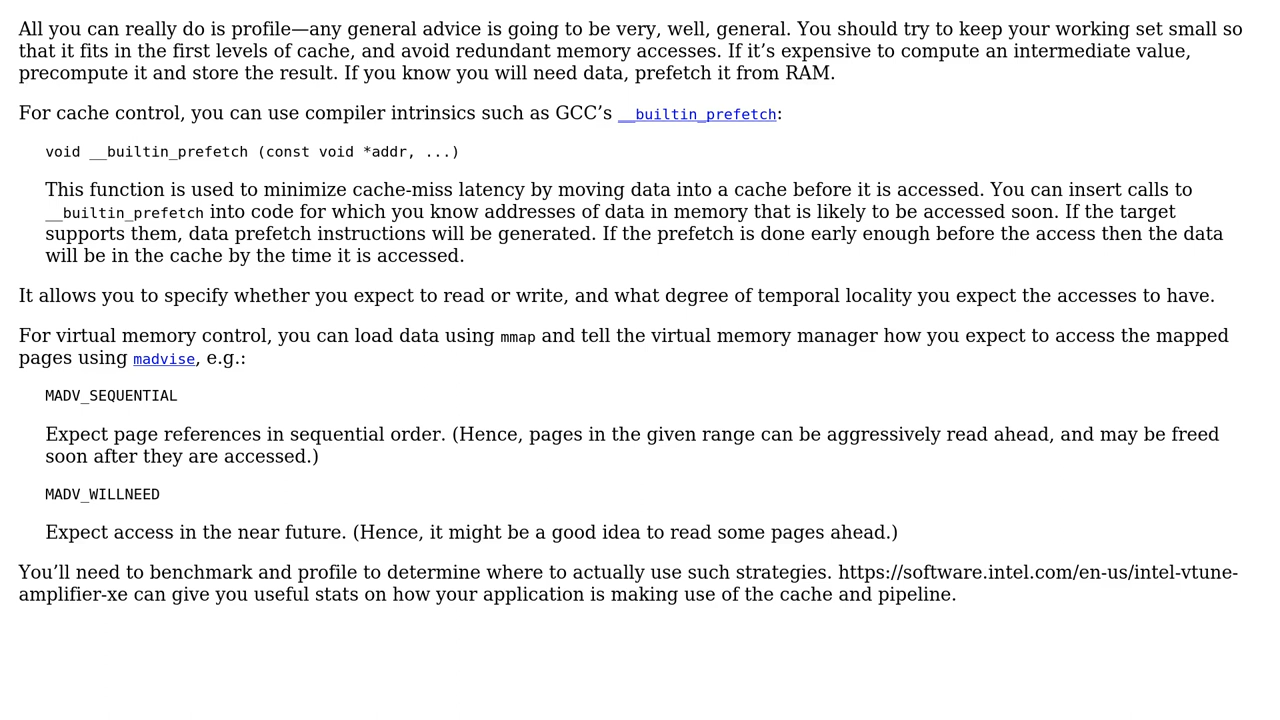 All you can really do is profile—any general advice is going to be very, well, general. You should try to keep your working set small so
that it fits in the first levels of cache, and avoid redundant memory accesses. If it’s expensive to compute an intermediate value,
precompute it and store the result. If you know you will need data, prefetch it from RAM.
For cache control, you can use compiler intrinsics such as GCC’s __builtin_prefetch:
void __builtin_prefetch (const void *addr, ...)
This function is used to minimize cache-miss latency by moving data into a cache before it is accessed. You can insert calls to
__builtin_prefetch into code for which you know addresses of data in memory that is likely to be accessed soon. If the target
supports them, data prefetch instructions will be generated. If the prefetch is done early enough before the access then the data
will be in the cache by the time it is accessed.
It allows you to specify whether you expect to read or write, and what degree of temporal locality you expect the accesses to have.
For virtual memory control, you can load data using mmap and tell the virtual memory manager how you expect to access the mapped
pages using madvise, e.g.:
MADV_SEQUENTIAL
Expect page references in sequential order. (Hence, pages in the given range can be aggressively read ahead, and may be freed
soon after they are accessed.)
MADV_WILLNEED
Expect access in the near future. (Hence, it might be a good idea to read some pages ahead.)
You’ll need to benchmark and profile to determine where to actually use such strategies. https://software.intel.com/en-us/intel-vtune-
amplifier-xe can give you useful stats on how your application is making use of the cache and pipeline.